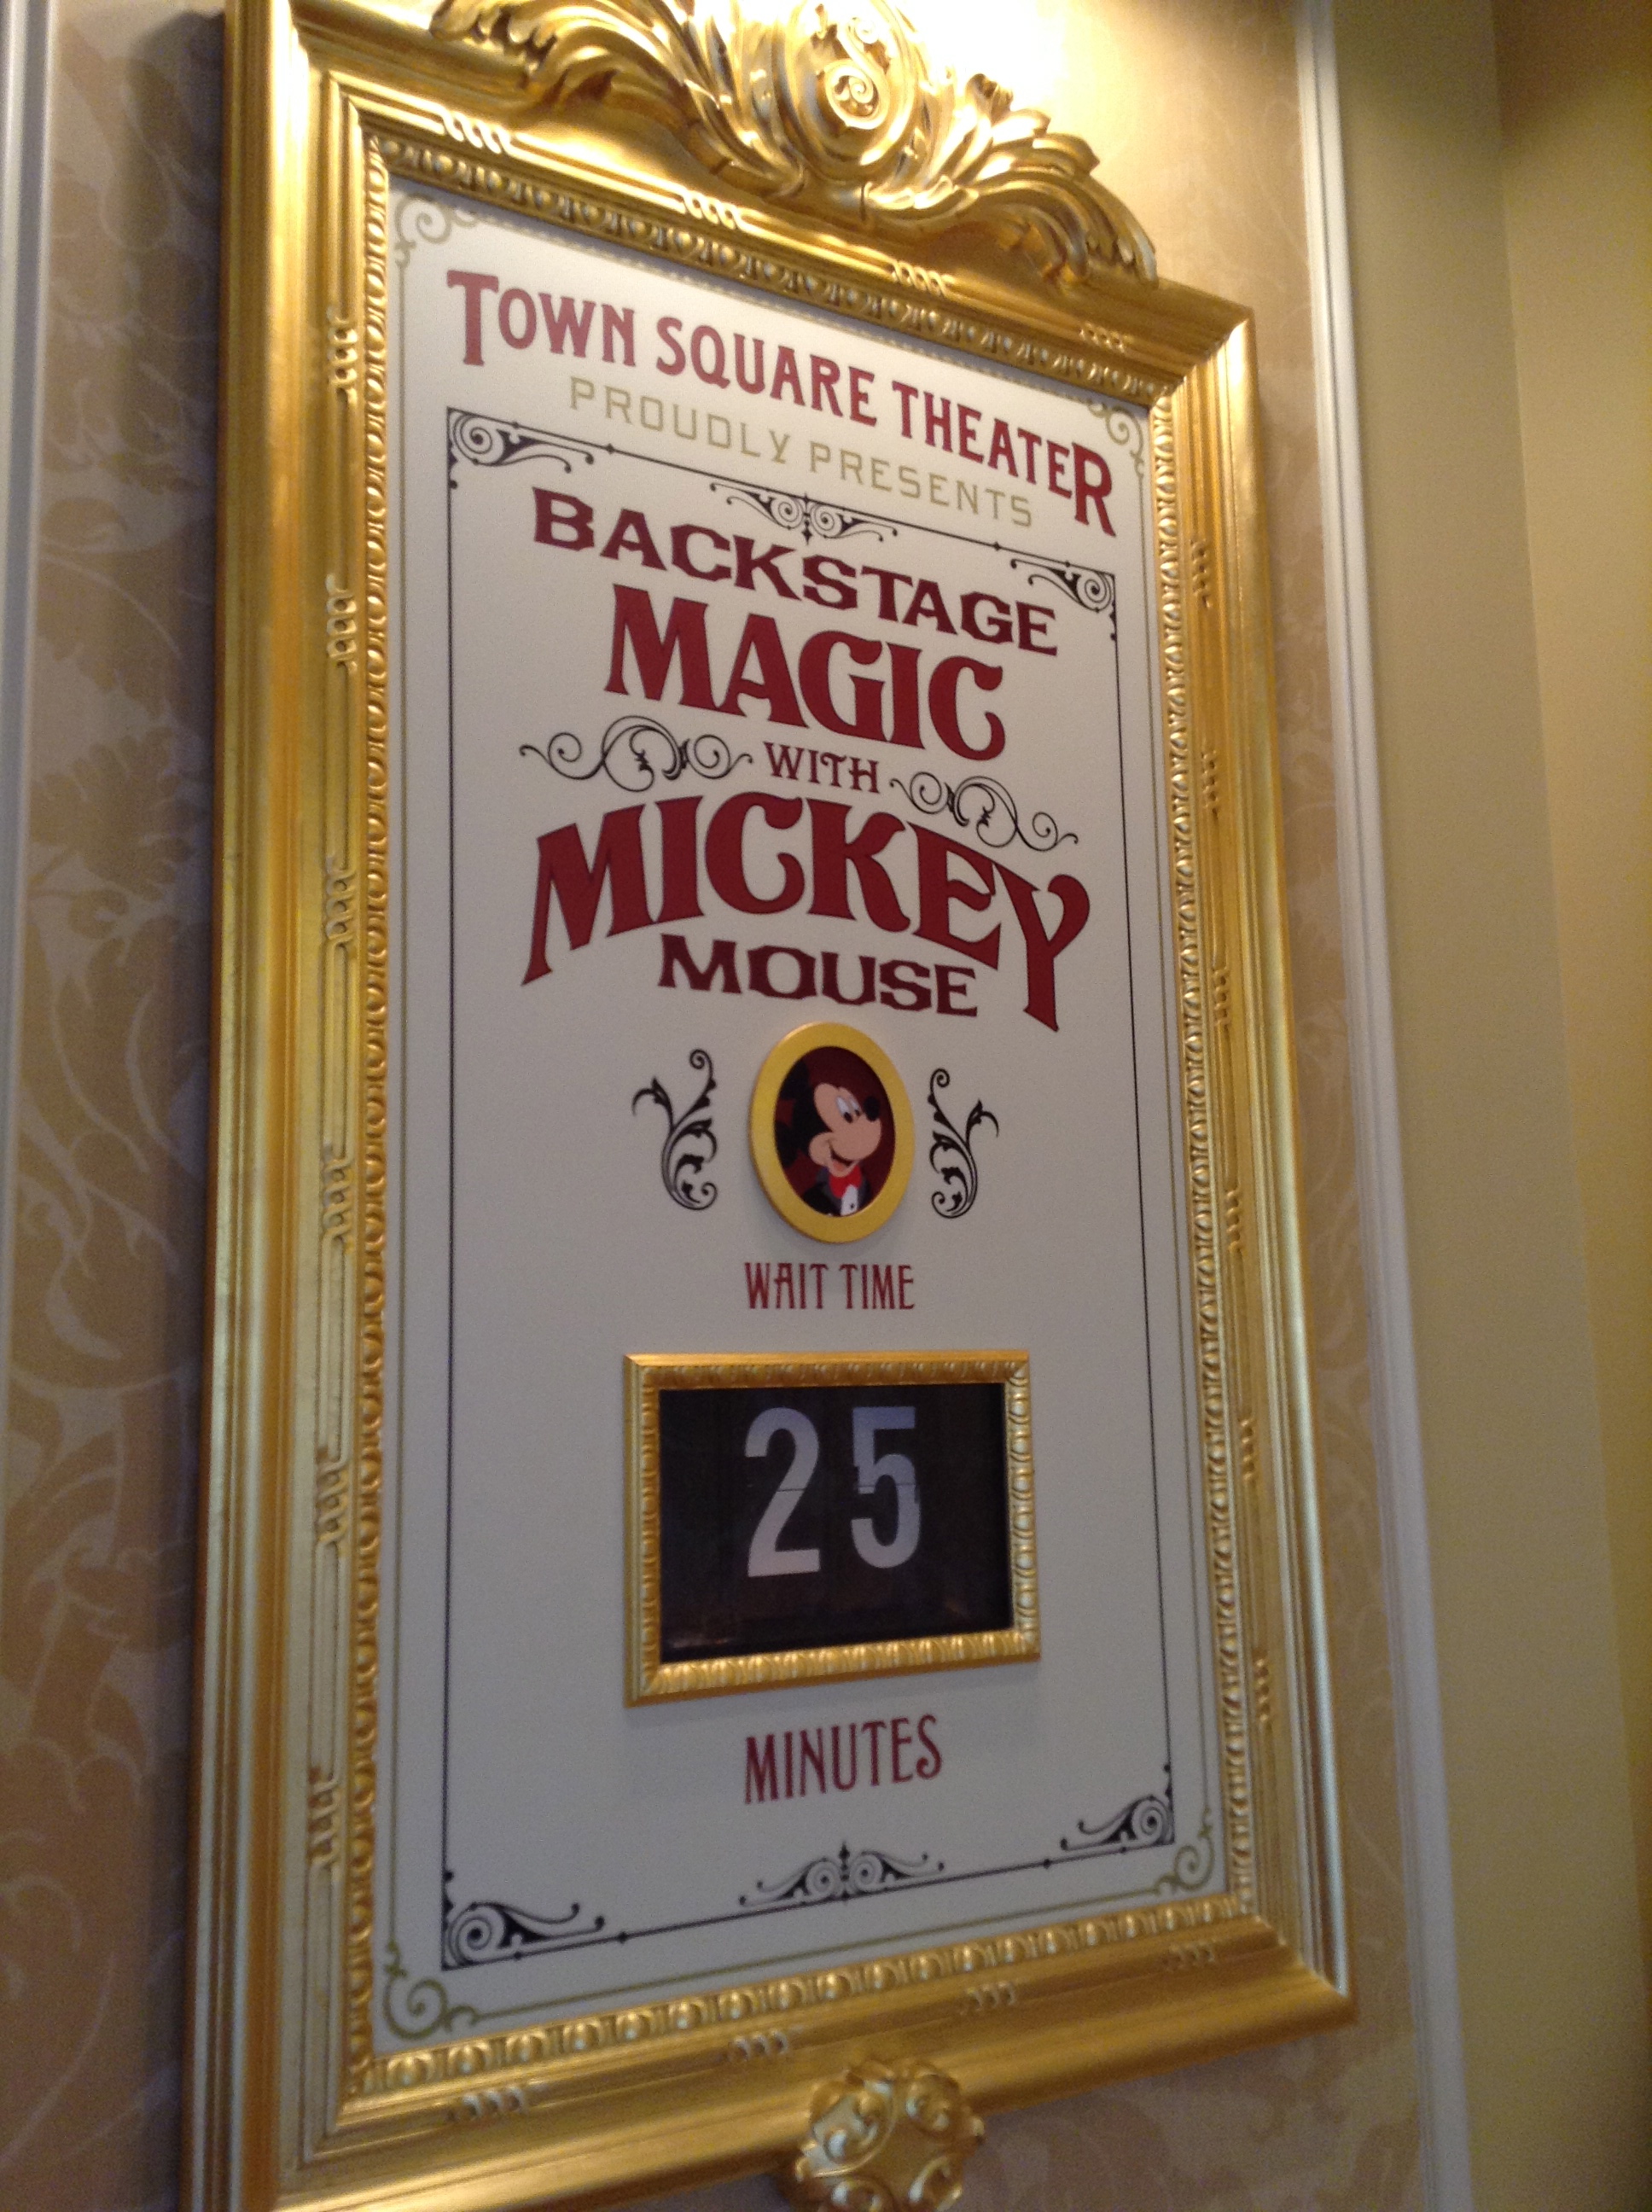 TOWN SQUARE THEATER
PROUDLY PRESENTS
BACKSTAGE
MAGIC
WITH
MICKEY
MOUSE
WAIT TIME
25
MINUTES